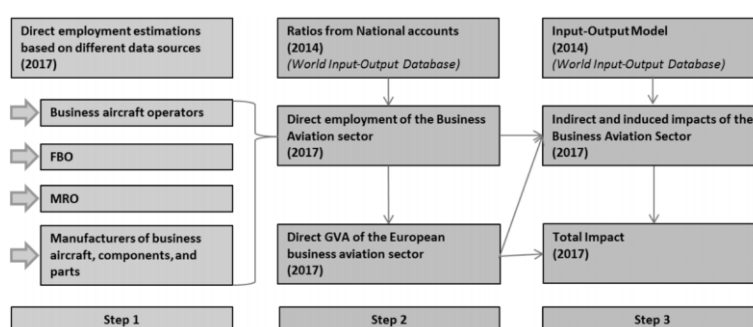 Direct employment estimations
based on different data sources
(2017)
Business aircraft operators
FBO
MRO
Manufacturers of business
aircraft, components, and
parts
Step 1
Ratios from National accounts
(2014)
(World Input-Output Database)
Direct employment of the Business
Aviation sector
(2017)
Direct GVA of the European
business aviation sector
(2017)
Step 2
Input-Output Model
(2014)
(World Input-Output Database)
Indirect and induced impacts of the
Business Aviation Sector
(2017)
Total Impact
(2017)
Step 3